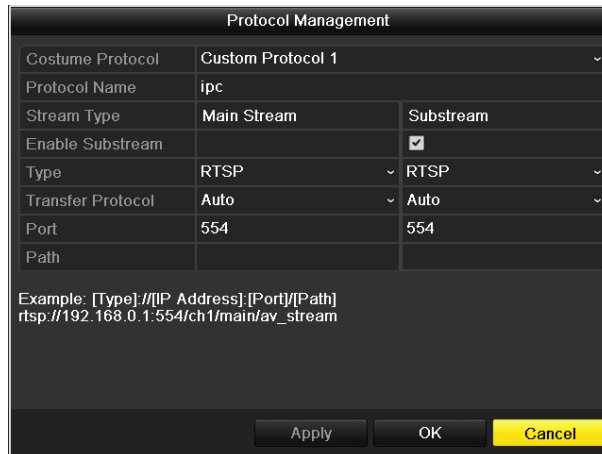 Protocol Management
Costume Protocol Custom Protocol 1
Protocol Name ipc
Stream Type Main Stream Substream
Enable Substream
Type RTSP RTSP
Transfer Protocol Auto Auto
Port 554 554
Path
Example: [Type]://[IP Address]:[Port]/[Path]
rtsp://192.168.0.1:554/ch1/main/av_stream
Apply OK Cancel